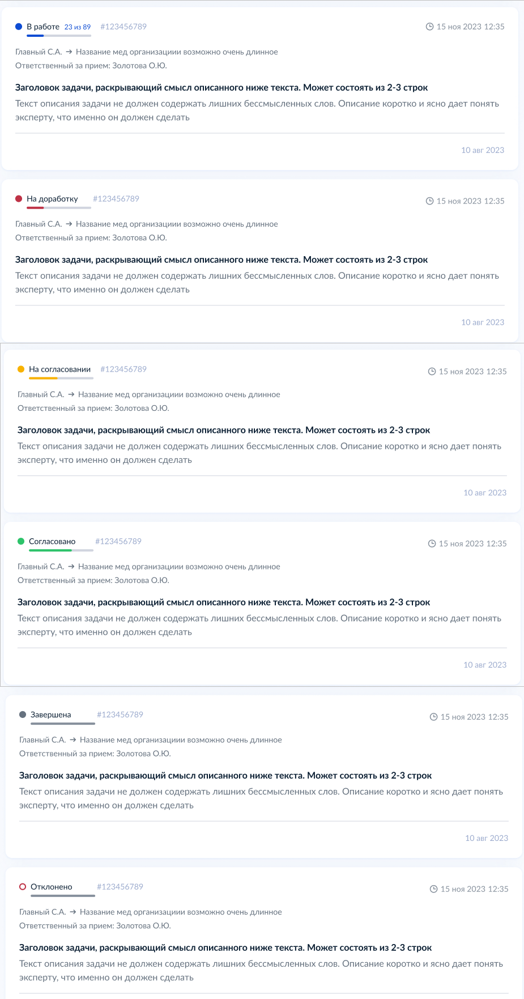 В работе 23 из 89 #123456789 15 ноя 2023 12:35
Главный С.А. → Название мед организациии возможно очень длинное
Ответственный за прием: Золотова О.Ю.
Заголовок задачи, раскрывающий смысл описанного ниже текста. Может состоять из 2-3 строк
Текст описания задачи не должен содержать лишних бессмысленных слов. Описание коротко и ясно дает понять
эксперту, что именно он должен сделать
10 авг 2023
На доработку #123456789 15 ноя 2023 12:35
Главный С.А. → Название мед организациии возможно очень длинное
Ответственный за прием: Золотова О.Ю.
Заголовок задачи, раскрывающий смысл описанного ниже текста. Может состоять из 2-3 строк
Текст описания задачи не должен содержать лишних бессмысленных слов. Описание коротко и ясно дает понять
эксперту, что именно он должен сделать
10 авг 2023
На согласовании #123456789 15 ноя 2023 12:35
Главный С.А. → Название мед организациии возможно очень длинное
Ответственный за прием: Золотова О.Ю.
Заголовок задачи, раскрывающий смысл описанного ниже текста. Может состоять из 2-3 строк
Текст описания задачи не должен содержать лишних бессмысленных слов. Описание коротко и ясно дает понять
эксперту, что именно он должен сделать
10 авг 2023
Согласовано #123456789 15 ноя 2023 12:35
Главный С.А. → Название мед организациии возможно очень длинное
Ответственный за прием: Золотова О.Ю.
Заголовок задачи, раскрывающий смысл описанного ниже текста. Может состоять из 2-3 строк
Текст описания задачи не должен содержать лишних бессмысленных слов. Описание коротко и ясно дает понять
эксперту, что именно он должен сделать
10 авг 2023
Завершена #123456789 15 ноя 2023 12:35
Главный С.А. → Название мед организациии возможно очень длинное
Ответственный за прием: Золотова О.Ю.
Заголовок задачи, раскрывающий смысл описанного ниже текста. Может состоять из 2-3 строк
Текст описания задачи не должен содержать лишних бессмысленных слов. Описание коротко и ясно дает понять
эксперту, что именно он должен сделать
10 авг 2023
Отклонено #123456789 15 ноя 2023 12:35
Главный С.А. → Название мед организациии возможно очень длинное
Ответственный за прием: Золотова О.Ю.
Заголовок задачи, раскрывающий смысл описанного ниже текста. Может состоять из 2-3 строк
Текст описания задачи не должен содержать лишних бессмысленных слов. Описание коротко и ясно дает понять
эксперту, что именно он должен сделать